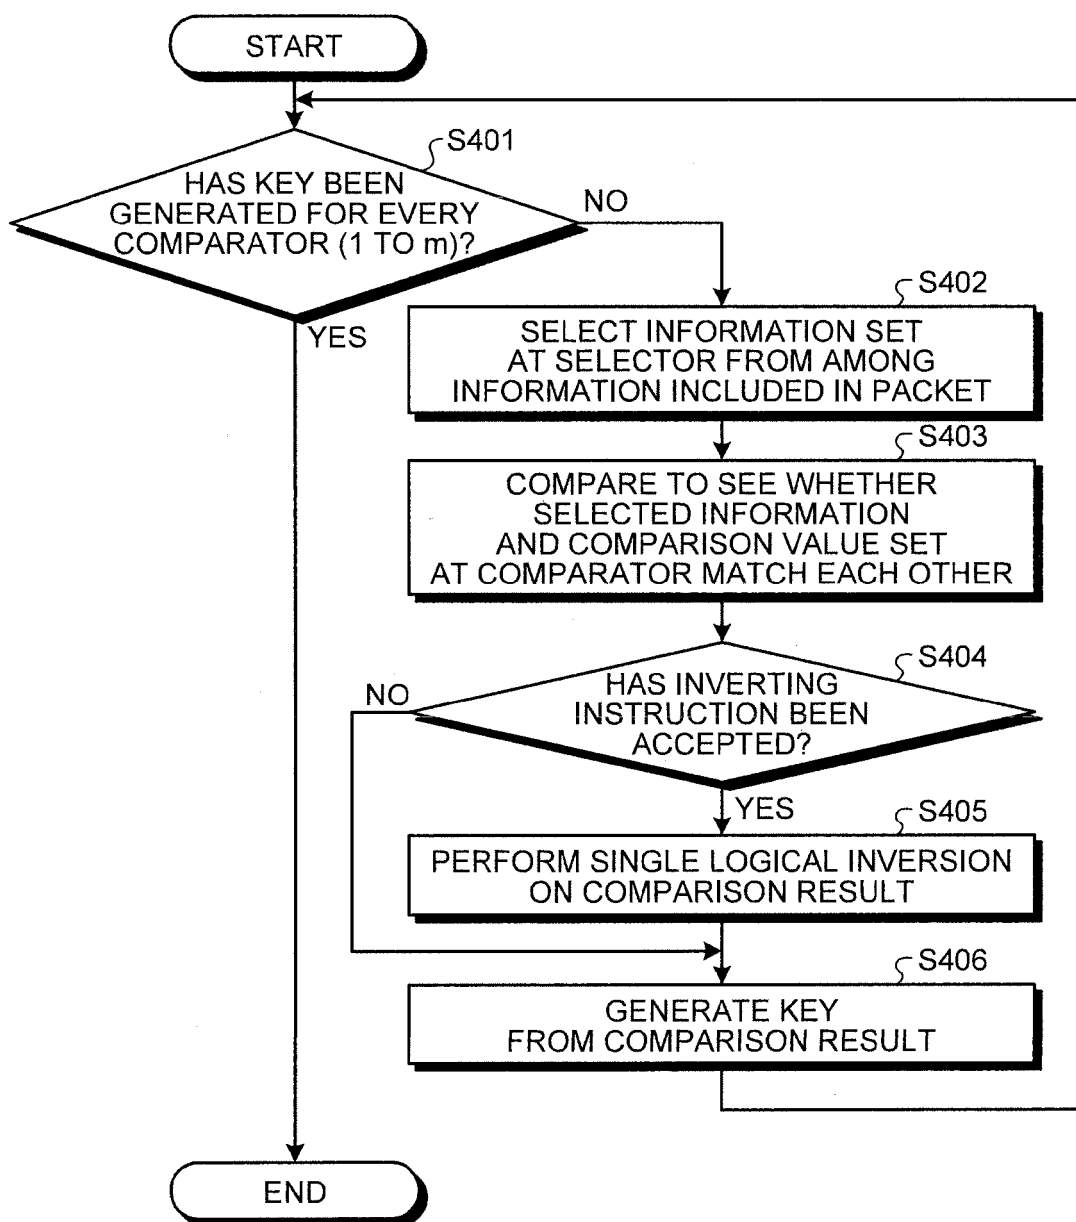 START
S401
HAS KEY BEEN
GENERATED FOR EVERY
COMPARATOR (1 TO m)?
NO
YES
S402
SELECT INFORMATION SET
AT SELECTOR FROM AMONG
INFORMATION INCLUDED IN PACKET
S403
COMPARE TO SEE WHETHER
SELECTED INFORMATION
AND COMPARISON VALUE SET
AT COMPARATOR MATCH EACH OTHER
S404
HAS INVERTING
INSTRUCTION BEEN
ACCEPTED?
NO
YES
S405
PERFORM SINGLE LOGICAL INVERSION
ON COMPARISON RESULT
S406
GENERATE KEY
FROM COMPARISON RESULT
END